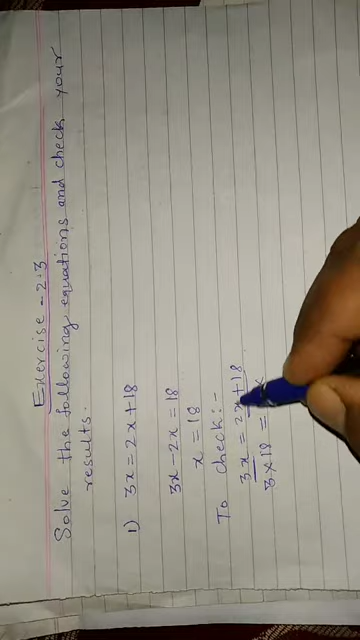 Exercise - 2.3
Solve the following equations and check your
results.
1) 3x = 2x + 18
3x - 2x = 18
x = 18
To check:-
3x = 2x + 18
3 × 18 =